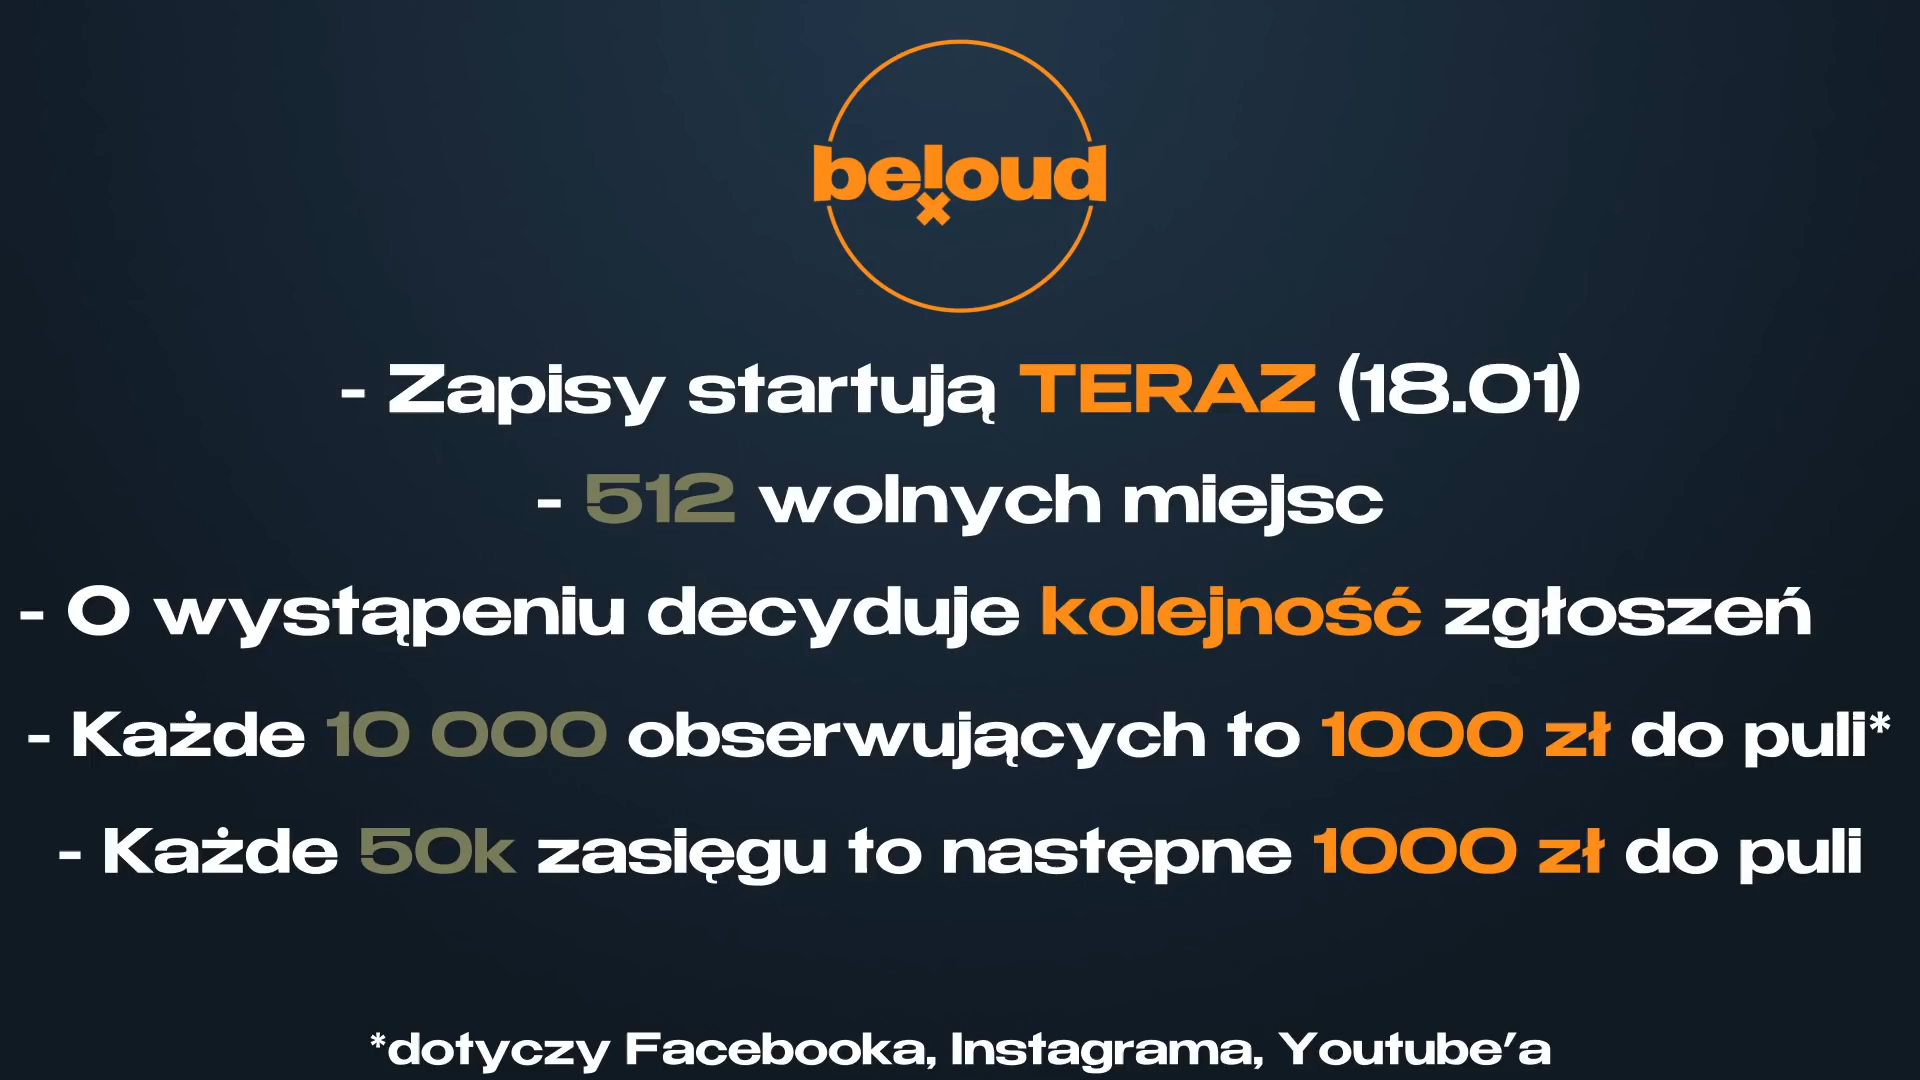 beloud
- Zapisy startują TERAZ (18.01)
- 512 wolnych miejsc
- O wystąpeniu decyduje kolejność zgłoszeń
- Każde 10 000 obserwujących to 1000 zł do puli*
- Każde 50k zasięgu to następne 1000 zł do puli
*dotyczy Facebooka, Instagrama, Youtube'a